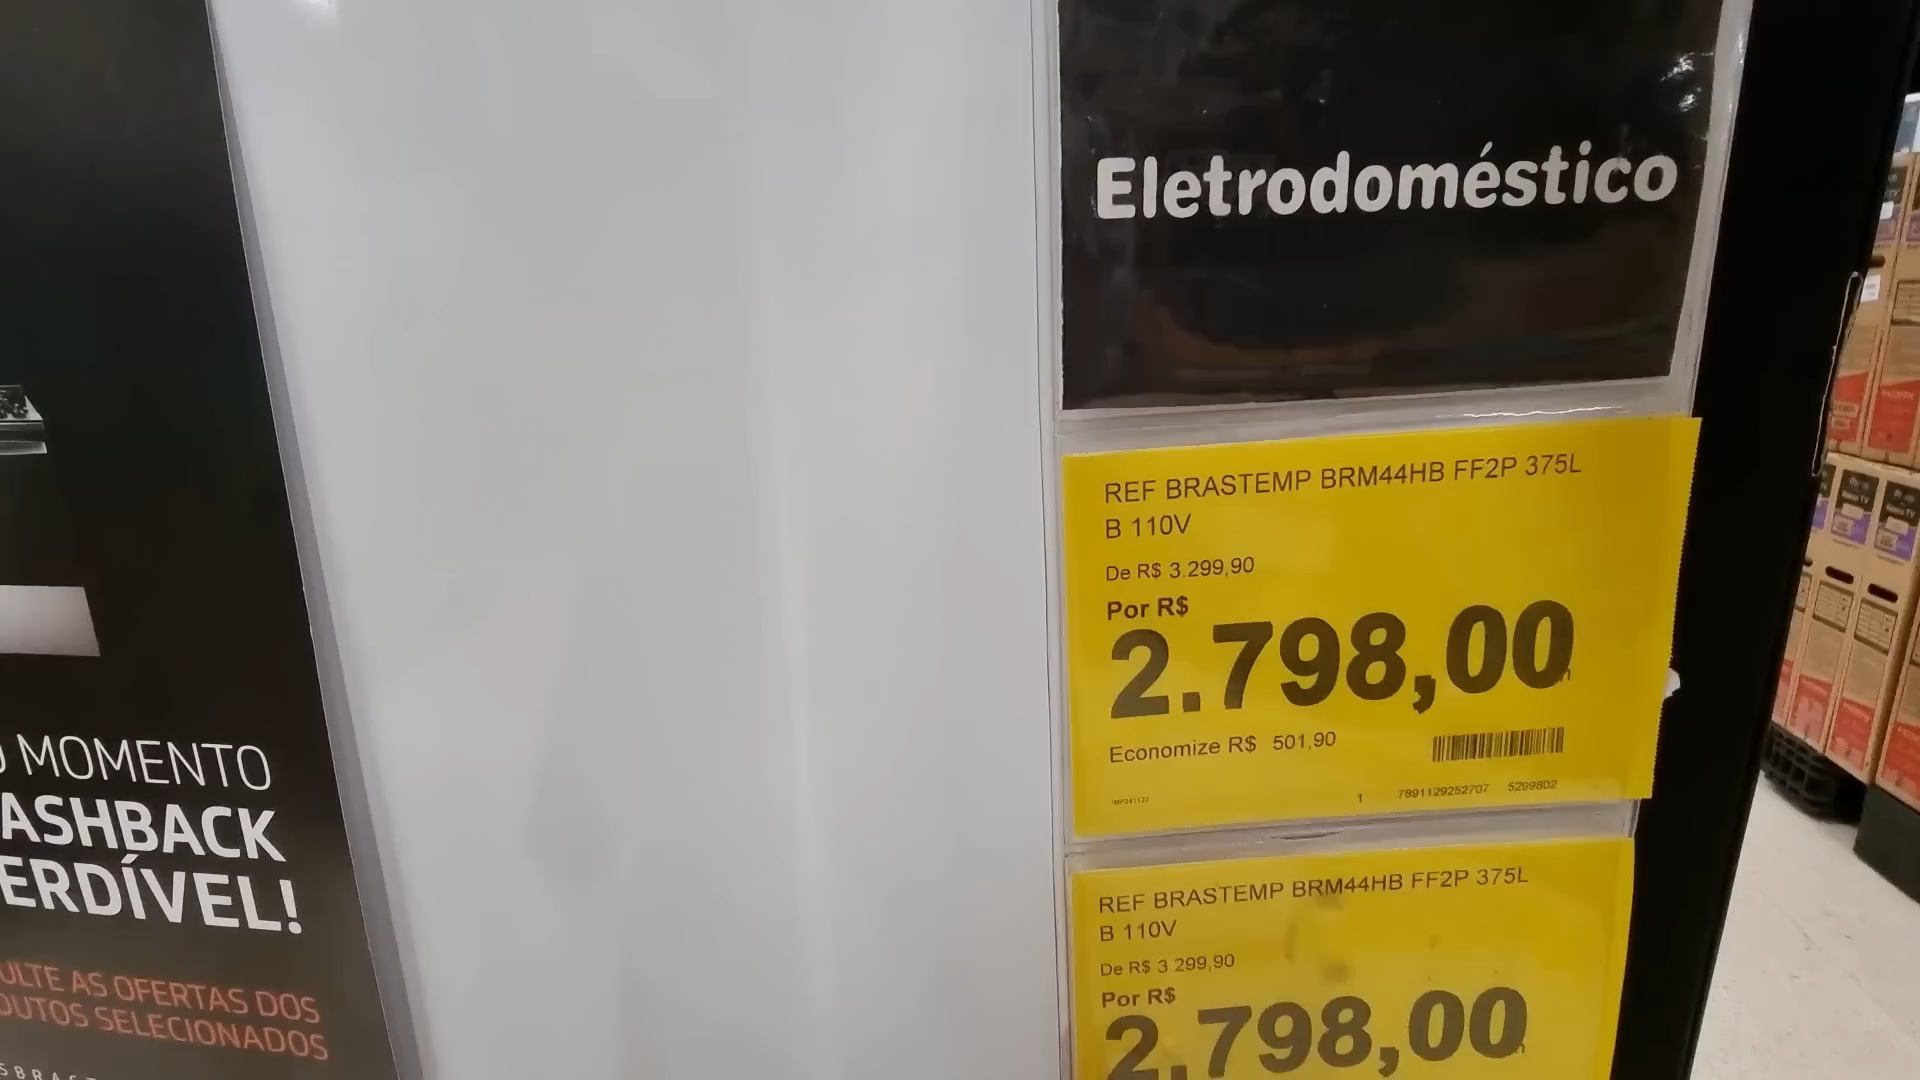 MOMENTO
ASHBACK
ERDÍVEL!
ULTE AS OFERTAS DOS
DUTOS SELECIONADOS
Eletrodoméstico
REF BRASTEMP BRM44HB FF2P 375L
B 110V
De R$ 3.299,90
Por R$
2.798,00
Economize R$ 501,90
1 7891129252707 5299802
REF BRASTEMP BRM44HB FF2P 375L
B 110V
De R$ 3 299,90
Por R$
2.798,00